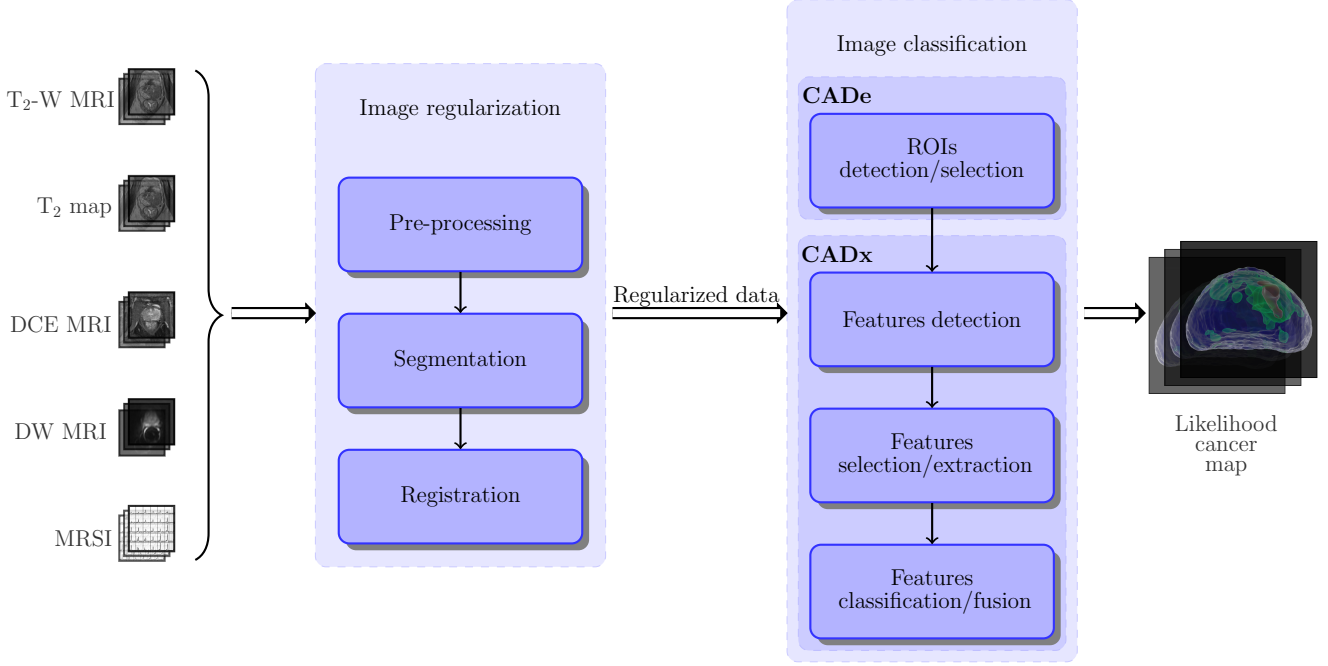 T₂-W MRI
T₂ map
DCE MRI
DW MRI
MRSI
Image regularization
Pre-processing
Segmentation
Registration
Regularized data
Image classification
CADe
ROIs
detection/selection
CADx
Features detection
Features
selection/extraction
Features
classification/fusion
Likelihood
cancer
map